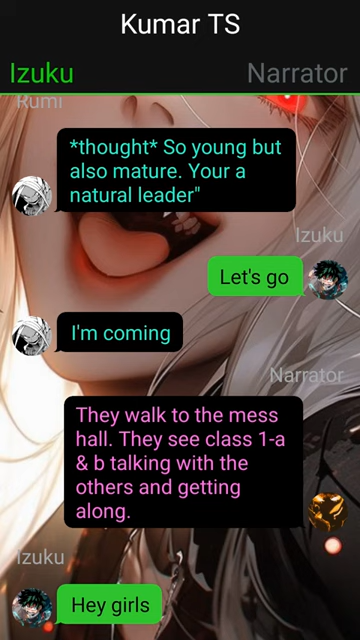 Kumar TS
Izuku
Narrator
Rumi
*thought* So young but
also mature. Your a
natural leader"
Izuku
Let's go
I'm coming
Narrator
They walk to the mess
hall. They see class 1-a
& b talking with the
others and getting
along.
Izuku
Hey girls